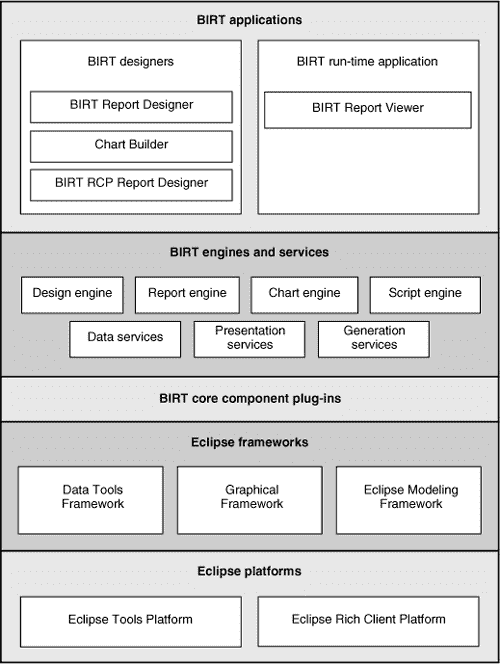 BIRT applications
BIRT designers
BIRT Report Designer
Chart Builder
BIRT RCP Report Designer
BIRT run-time application
BIRT Report Viewer
BIRT engines and services
Design engine
Report engine
Chart engine
Script engine
Data services
Presentation
services
Generation
services
BIRT core component plug-ins
Eclipse frameworks
Data Tools
Framework
Graphical
Framework
Eclipse Modeling
Framework
Eclipse platforms
Eclipse Tools Platform
Eclipse Rich Client Platform